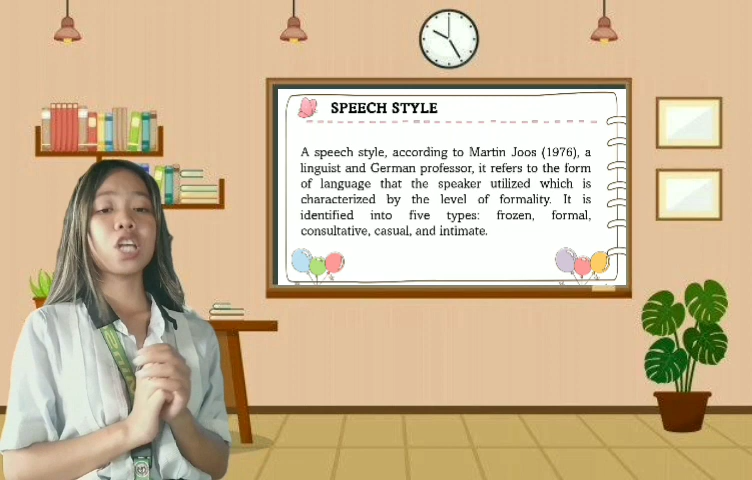 SPEECH STYLE
A speech style, according to Martin Joos (1976), a
linguist and German professor, it refers to the form
of language that the speaker utilized which is
characterized by the level of formality. It is
identified into five types: frozen, formal,
consultative, casual, and intimate.